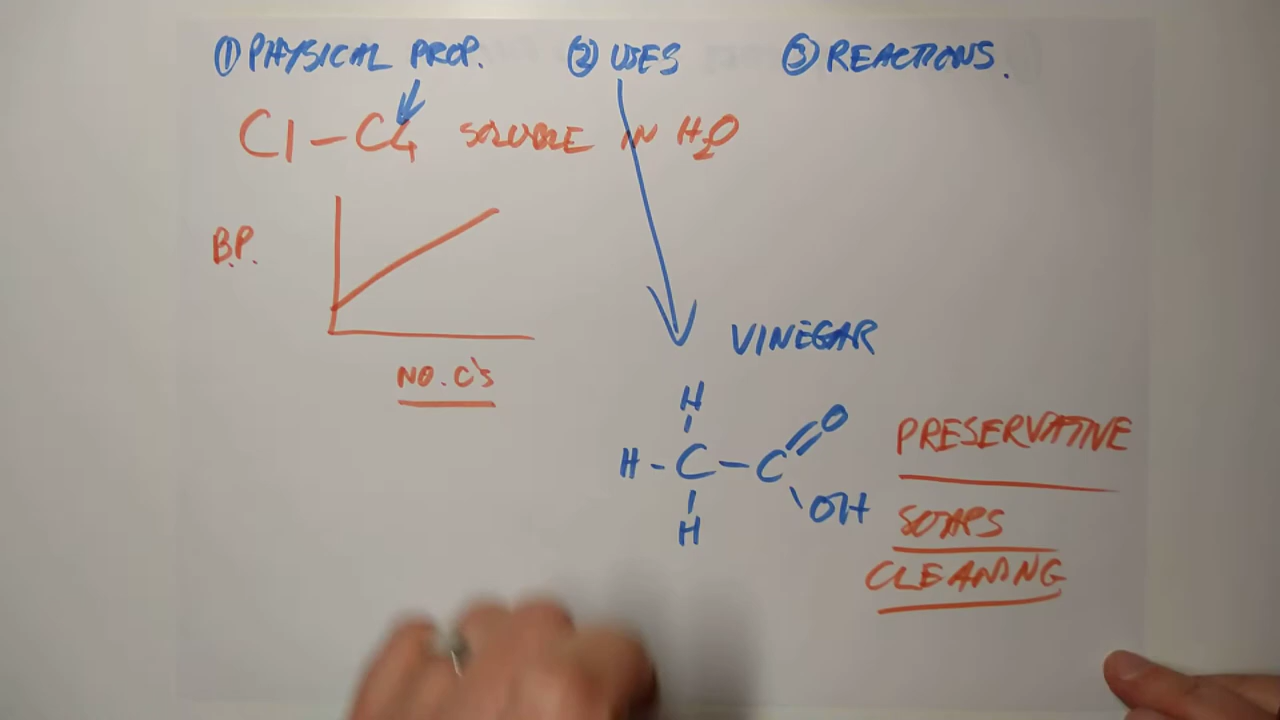 ① PHYSICAL PROP. ② USES ③ REACTIONS.
C1 – C4 SOLUBLE IN H₂O
B.P.
NO. C's
VINEGAR
H
H - C - C = O
OH
H
PRESERVATIVE
SOAPS
CLEANING